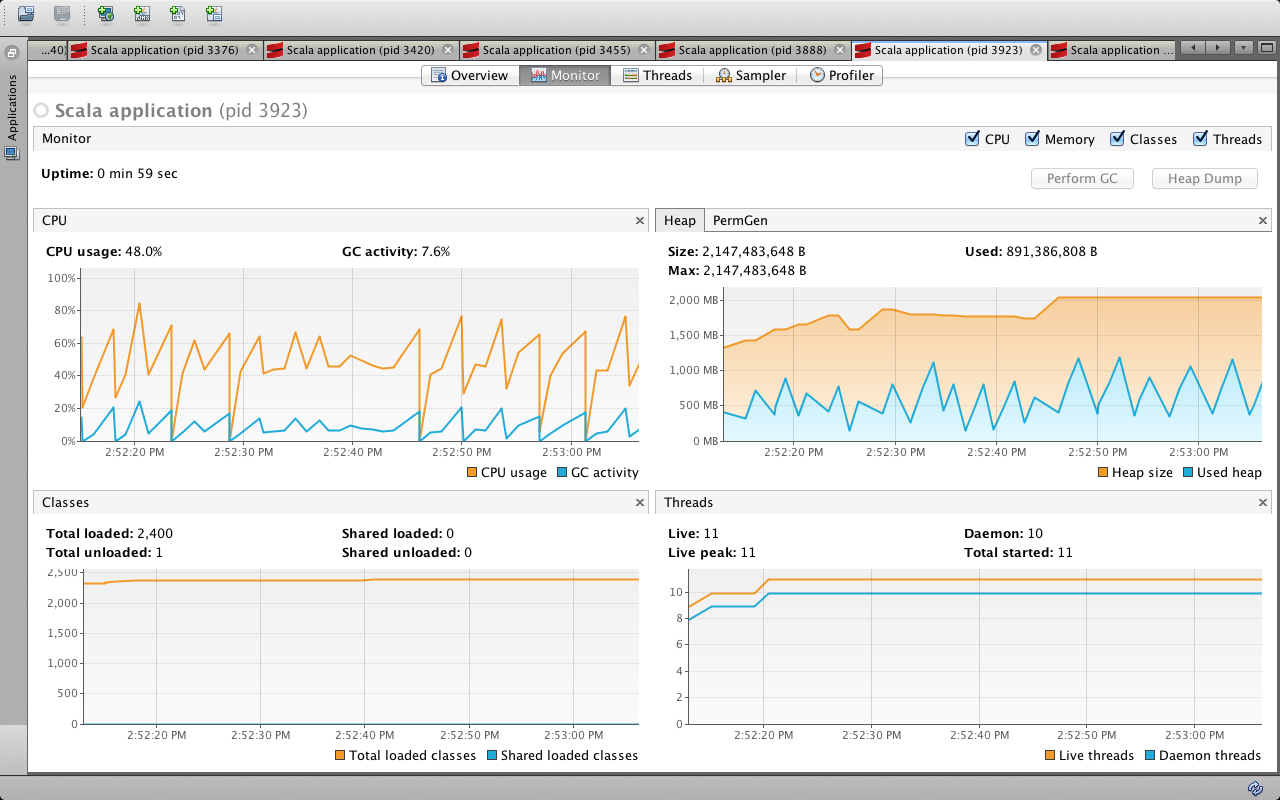 ...40)
Scala application (pid 3376)
Scala application (pid 3420)
Scala application (pid 3455)
Scala application (pid 3888)
Scala application (pid 3923)
Scala application ...
Applications
Overview
Monitor
Threads
Sampler
Profiler
Scala application (pid 3923)
Monitor
CPU
Memory
Classes
Threads
Uptime: 0 min 59 sec
Perform GC
Heap Dump
CPU
CPU usage: 48.0%
GC activity: 7.6%
100%
80%
60%
40%
20%
0%
2:52:20 PM
2:52:30 PM
2:52:40 PM
2:52:50 PM
2:53:00 PM
CPU usage
GC activity
Heap
PermGen
Size: 2,147,483,648 B
Used: 891,386,808 B
Max: 2,147,483,648 B
2,000 MB
1,500 MB
1,000 MB
500 MB
0 MB
2:52:20 PM
2:52:30 PM
2:52:40 PM
2:52:50 PM
2:53:00 PM
Heap size
Used heap
Classes
Total loaded: 2,400
Shared loaded: 0
Total unloaded: 1
Shared unloaded: 0
2,500
2,000
1,500
1,000
500
0
2:52:20 PM
2:52:30 PM
2:52:40 PM
2:52:50 PM
2:53:00 PM
Total loaded classes
Shared loaded classes
Threads
Live: 11
Daemon: 10
Live peak: 11
Total started: 11
10
8
6
4
2
0
2:52:20 PM
2:52:30 PM
2:52:40 PM
2:52:50 PM
2:53:00 PM
Live threads
Daemon threads